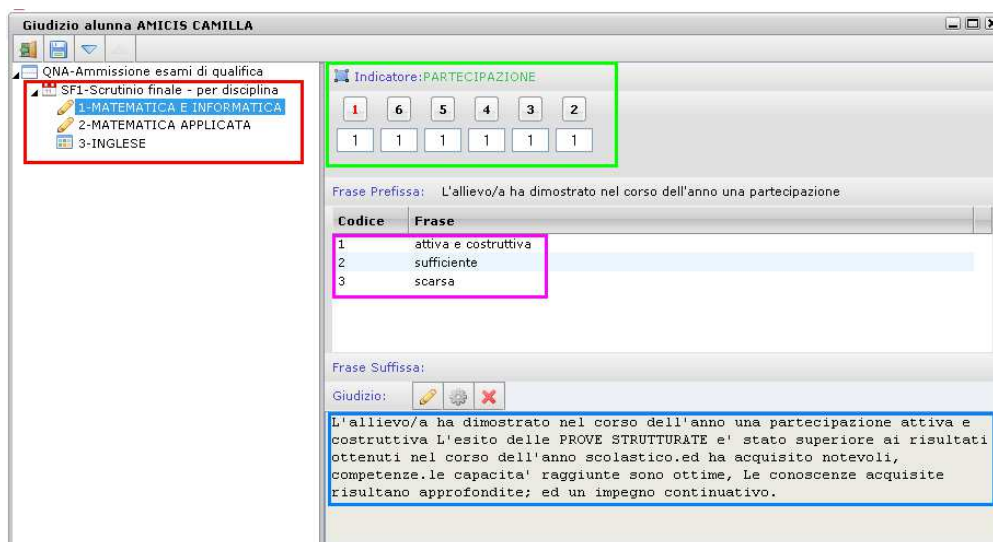 Giudizio alunna AMICIS CAMILLA
QNA-Ammissione esami di qualifica
SF1-Scrutinio finale - per disciplina
1-MATEMATICA E INFORMATICA
2-MATEMATICA APPLICATA
3-INGLESE
Indicatore:PARTECIPAZIONE
1 6 5 4 3 2
1 1 1 1 1 1
Frase Prefissa: L'allievo/a ha dimostrato nel corso dell'anno una partecipazione
Codice Frase
1 attiva e costruttiva
2 sufficiente
3 scarsa
Frase Suffissa:
Giudizio:
L'allievo/a ha dimostrato nel corso dell'anno una partecipazione attiva e
costruttiva L'esito delle PROVE STRUTTURATE e' stato superiore ai risultati
ottenuti nel corso dell'anno scolastico.ed ha acquisito notevoli,
competenze.le capacita' raggiunte sono ottime, Le conoscenze acquisite
risultano approfondite; ed un impegno continuativo.